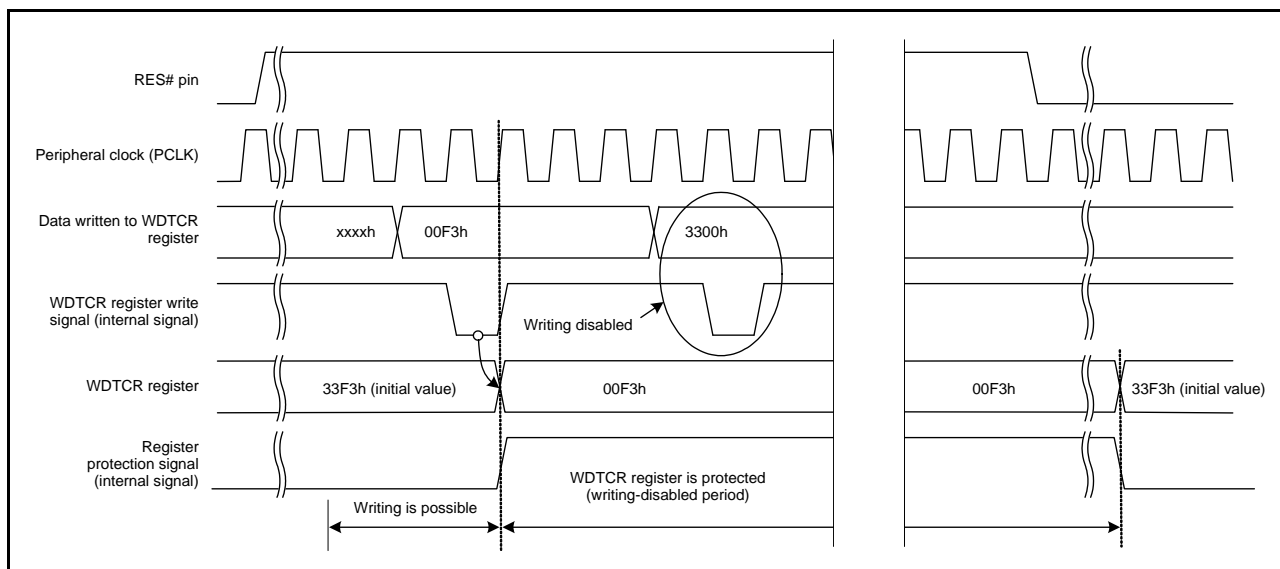 RES# pin
Peripheral clock (PCLK)
Data written to WDTCR
register
xxxxh
00F3h
3300h
WDTCR register write
signal (internal signal)
Writing disabled
WDTCR register
33F3h (initial value)
00F3h
00F3h
33F3h (initial value)
Register
protection signal
(internal signal)
WDTCR register is protected
(writing-disabled period)
Writing is possible